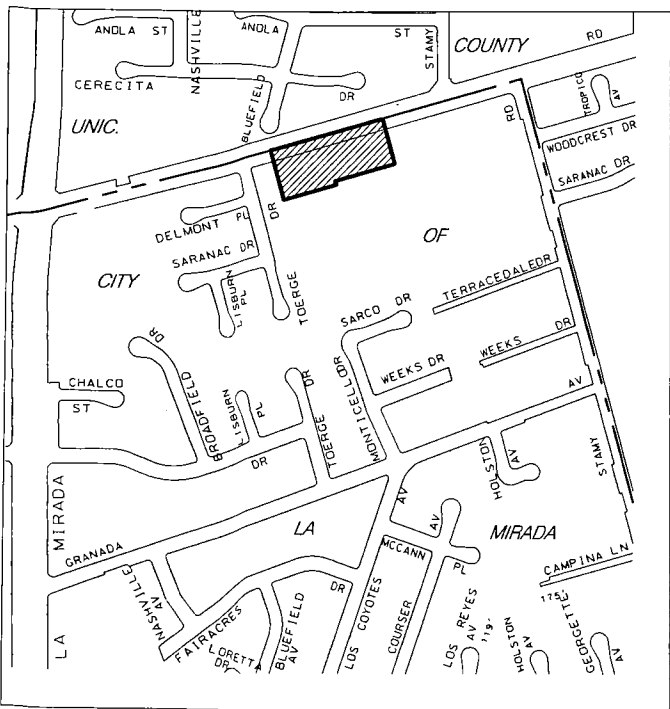 ANOLA ST
NASHVILLE
ANOLA
ST
STAMY
COUNTY
RD
CERECITA
DR
BLUEFIELD
UNIC.
RD
TROPICO
AV
WOODCREST DR
SARANAC DR
DELMONT PL
DR
OF
SARANAC DR
CITY
LISBURN
PL
TOERGE
TERRACEDALE DR
SARCO DR
DR
WEEKS DR
WEEKS
DR
CHALCO
ST
BROADFIELD
LISBURN
PL
DR
MONTICELLO DR
AV
DR
TOERGE
HOLSTON
AV
STAMY
MIRADA
LA
AV
AV
MIRADA
GRANADA
MCCANN
PL
CAMPINA LN
NASHVILLE
AV
DR
175'
FAIRACRES
LORETTA
DR
BLUEFIELD
AV
LOS COYOTES
COURSER
LOS REYES
AV
119'
HOLSTON
AV
GEORGETTE
AV
LA